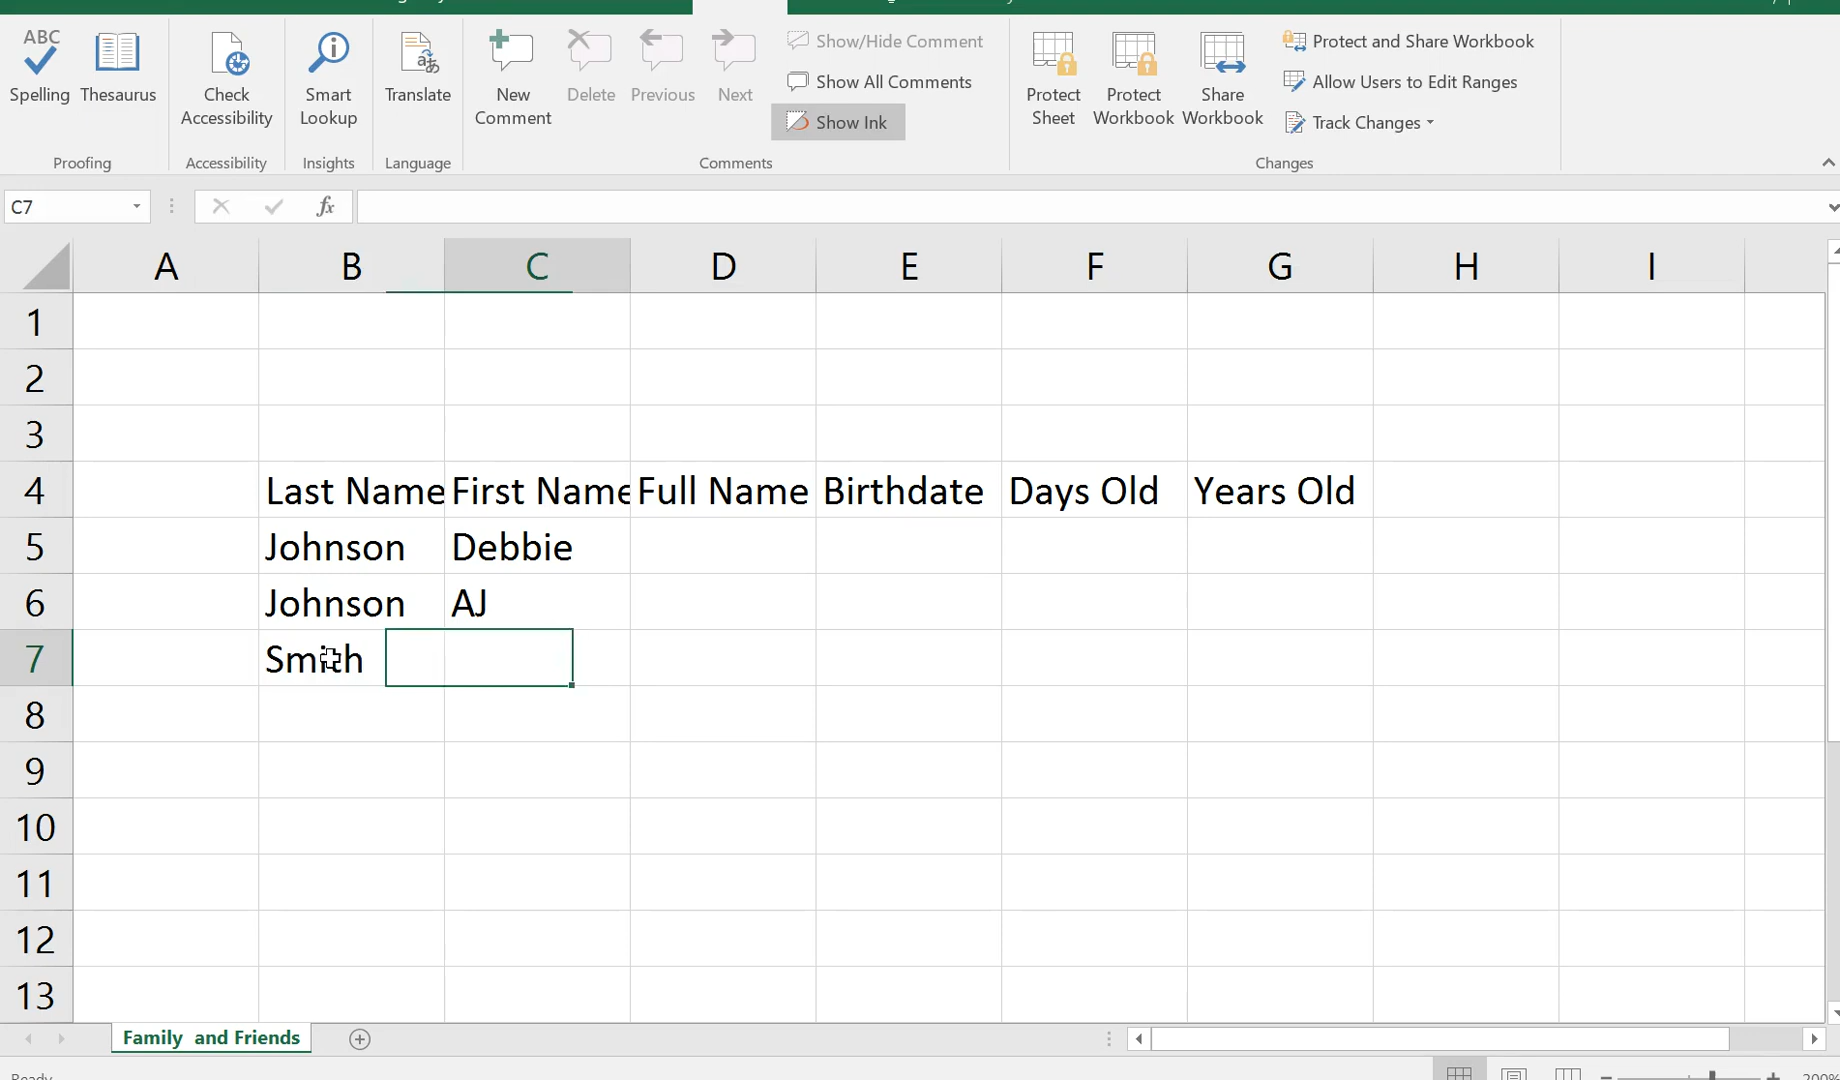 ABC
Spelling Thesaurus Check Accessibility Smart Lookup Translate New Comment Delete Previous Next
Show/Hide Comment
Show All Comments
Show Ink
Protect Sheet Protect Workbook Share Workbook
Protect and Share Workbook
Allow Users to Edit Ranges
Track Changes
Proofing Accessibility Insights Language Comments Changes
C7 fx
A B C D E F G H I
1
2
3
4 Last Name First Name Full Name Birthdate Days Old Years Old
5 Johnson Debbie
6 Johnson AJ
7 Smith
8
9
10
11
12
13
Family and Friends
Ready 200%